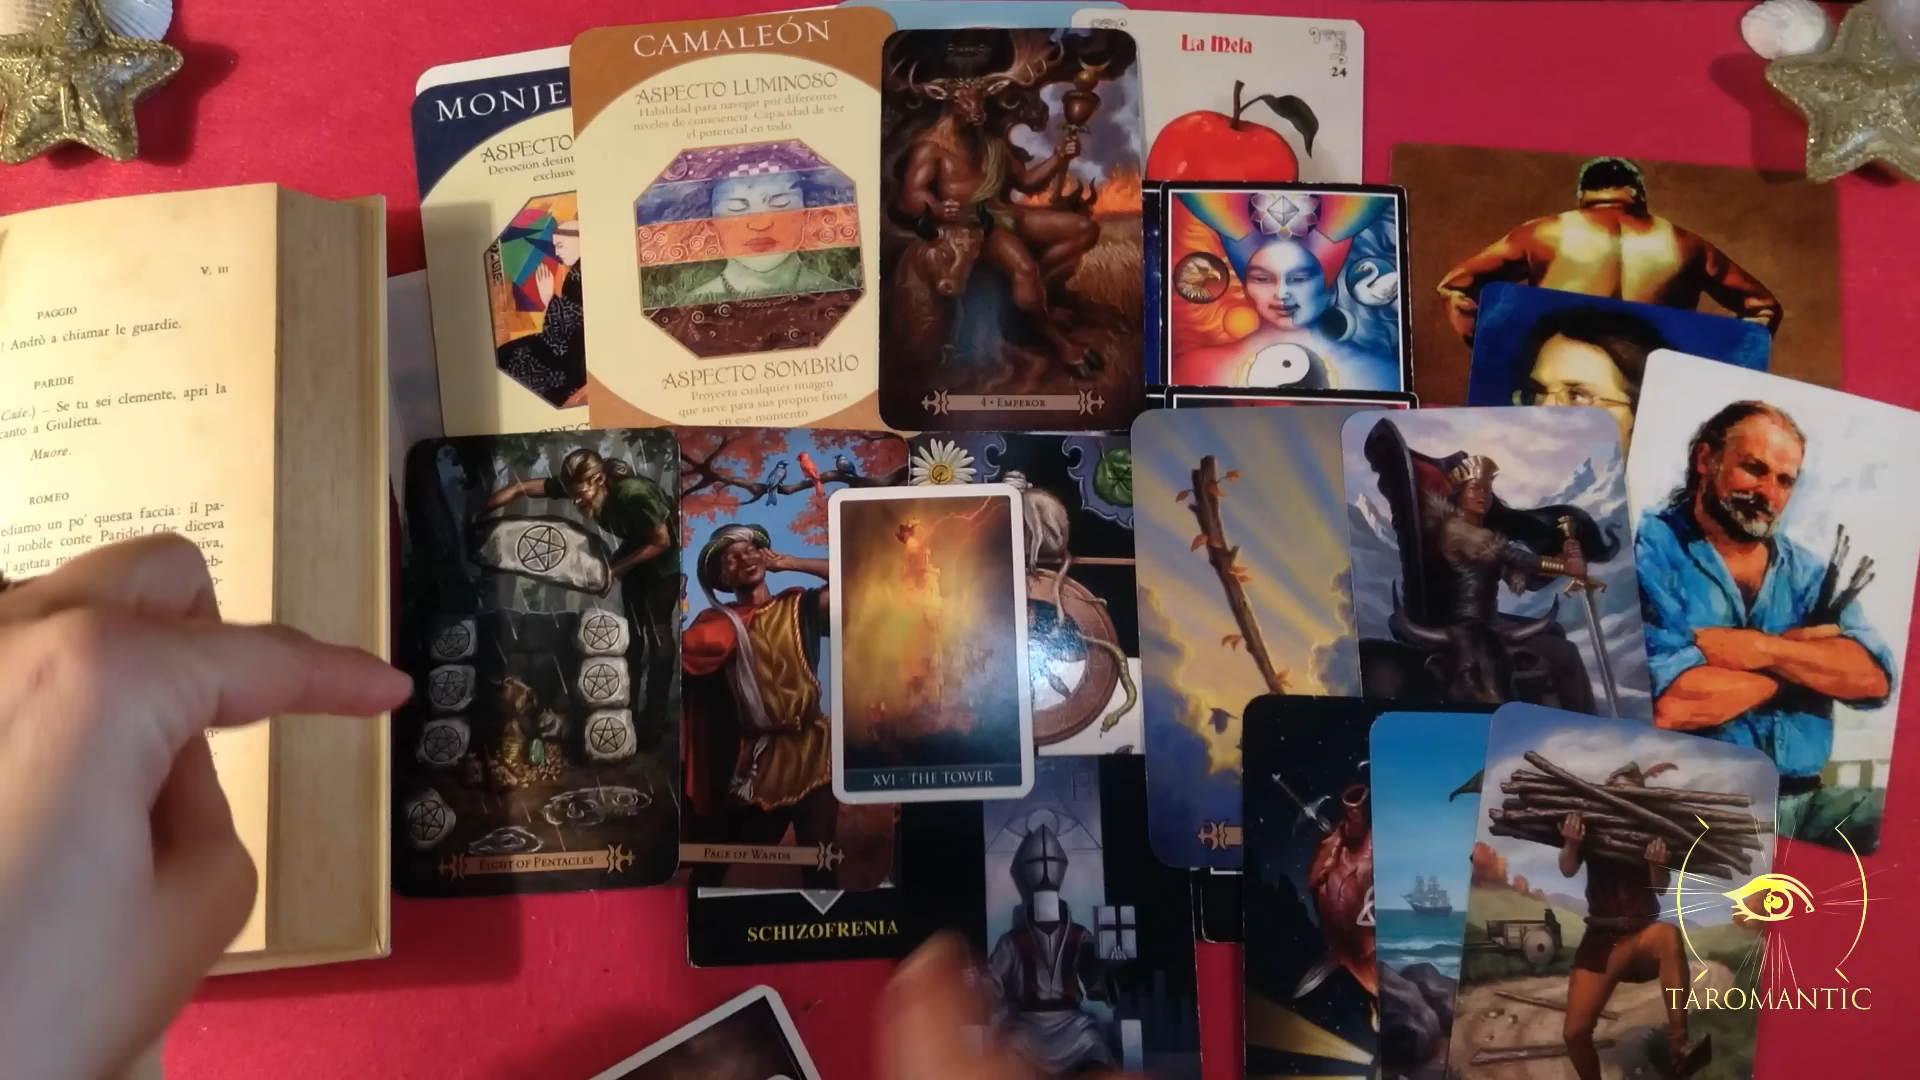 V. III
PAGGIO
! Andrò a chiamar le guardie.
PARIDE
Cade.) – Se tu sei clemente, apri la
canto a Giulietta.
Muore.
ROMEO
ediamo un po' questa faccia: il pa-
il nobile conte Paride! Che diceva
l'agitata
MONJE
ASPECTO
Devoción desint
exclusiv
CAMALEÓN
ASPECTO LUMINOSO
Habilidad para navegar por diferentes
niveles de consciencia. Capacidad de ver
el potencial en todo
ASPECTO SOMBRÍO
Proyecta cualquier imagen
que sirve para sus propios fines
en ese momento
4 • EMPEROR
La Mela
24
EIGHT OF PENTACLES
PAGE OF WANDS
XVI - THE TOWER
SCHIZOFRENIA
TAROMANTIC